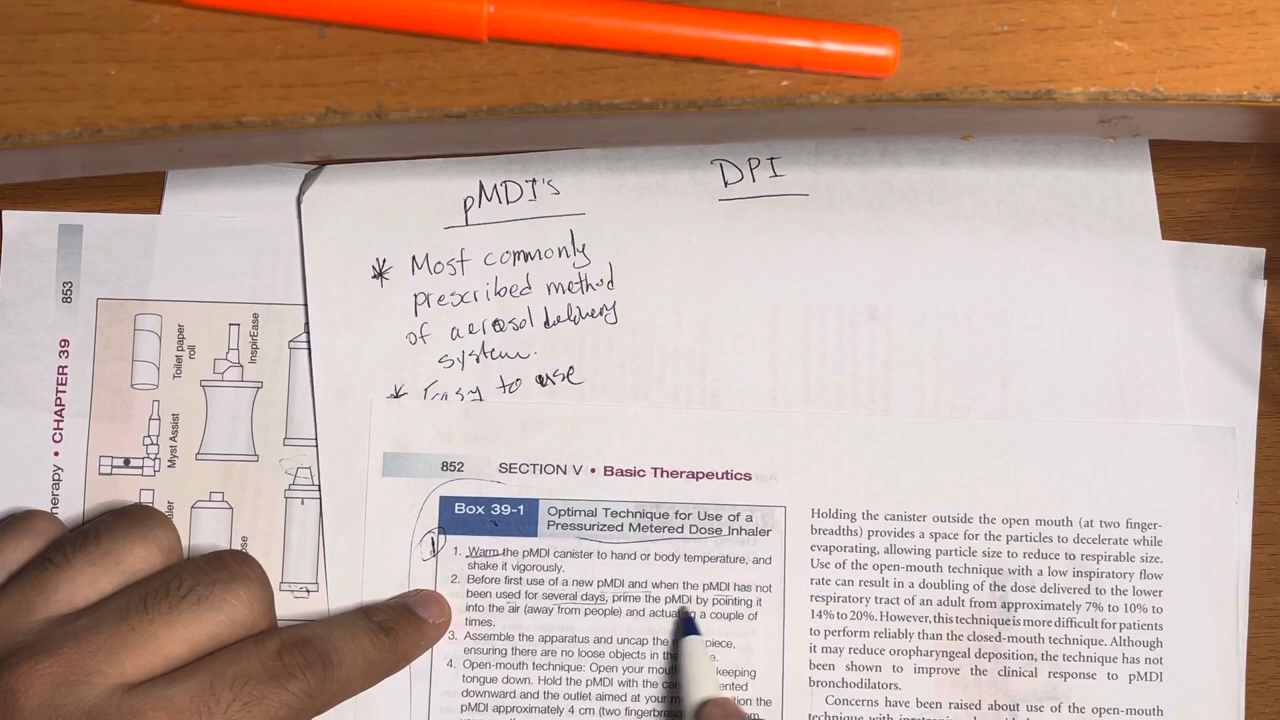 pMDI's
DPI
* Most commonly
prescribed method
of aerosol delivery
system.
* Easy to use
853
herapy • CHAPTER 39
Toilet paper
roll
InspirEase
Myst Assist
852 SECTION V • Basic Therapeutics
Box 39-1
Optimal Technique for Use of a
Pressurized Metered Dose Inhaler
1
1. Warm the pMDI canister to hand or body temperature, and
shake it vigorously.
2. Before first use of a new pMDI and when the pMDI has not
been used for several days, prime the pMDI by pointing it
into the air (away from people) and actuating a couple of
times.
3. Assemble the apparatus and uncap the piece,
ensuring there are no loose objects in the
4. Open-mouth technique: Open your mouth keeping
tongue down. Hold the pMDI with the
downward and the outlet aimed at your the
pMDI approximately 4 cm (two
Holding the canister outside the open mouth (at two finger-
breadths) provides a space for the particles to decelerate while
evaporating, allowing particle size to reduce to respirable size.
Use of the open-mouth technique with a low inspiratory flow
rate can result in a doubling of the dose delivered to the lower
respiratory tract of an adult from approximately 7% to 10% to
14% to 20%. However, this technique is more difficult for patients
to perform reliably than the closed-mouth technique. Although
it may reduce oropharyngeal deposition, the technique has not
been shown to improve the clinical response to pMDI
bronchodilators.
Concerns have been raised about use of the open-mouth
technique with